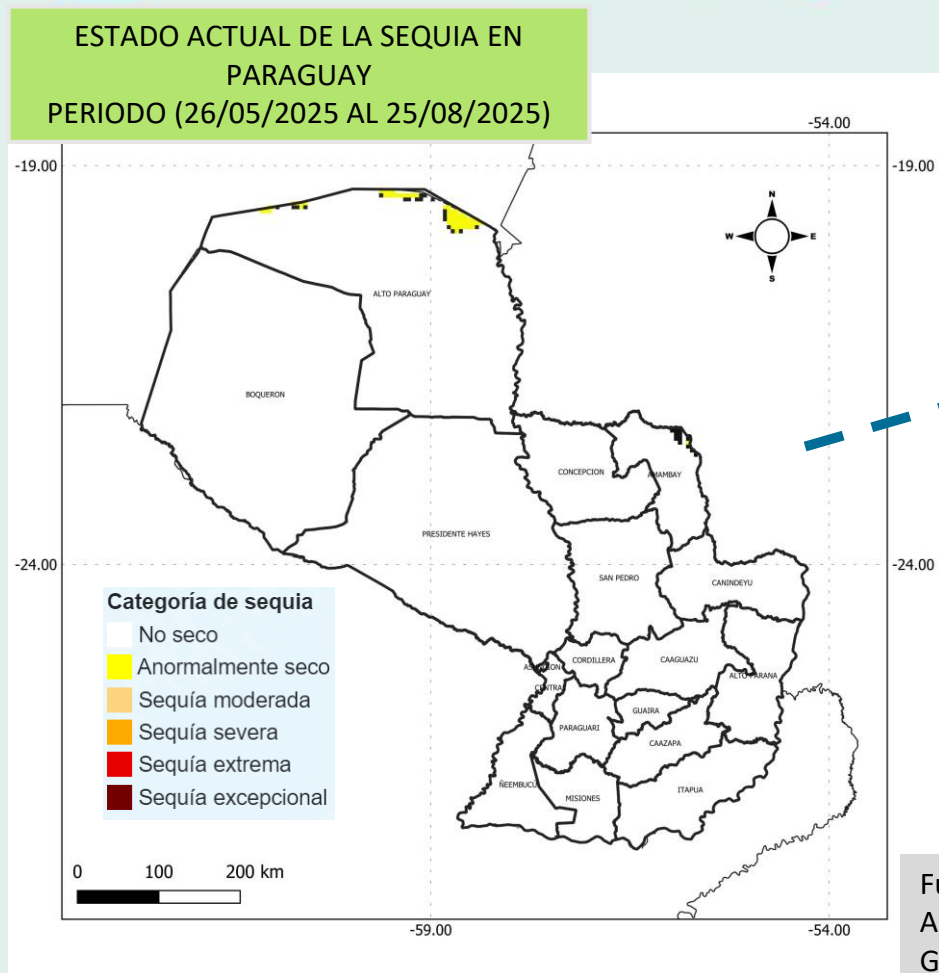 ESTADO ACTUAL DE LA SEQUIA EN
PARAGUAY
PERIODO (26/05/2025 AL 25/08/2025)
-54.00
-19.00
-19.00
N
W
E
S
ALTO PARAGUAY
BOQUERON
CONCEPCION
AMAMBAY
PRESIDENTE HAYES
-24.00
-24.00
SAN PEDRO
CANINDEYU
Categoría de sequia
No seco
Anormalmente seco
Sequía moderada
Sequía severa
Sequía extrema
Sequía excepcional
ASUNCION
CORDILLERA
CAAGUAZU
ALTO PARANA
CENTRAL
GUAIRA
PARAGUARI
CAAZAPA
ÑEEMBUCÚ
MISIONES
ITAPUA
0 100 200 km
-59.00
-54.00